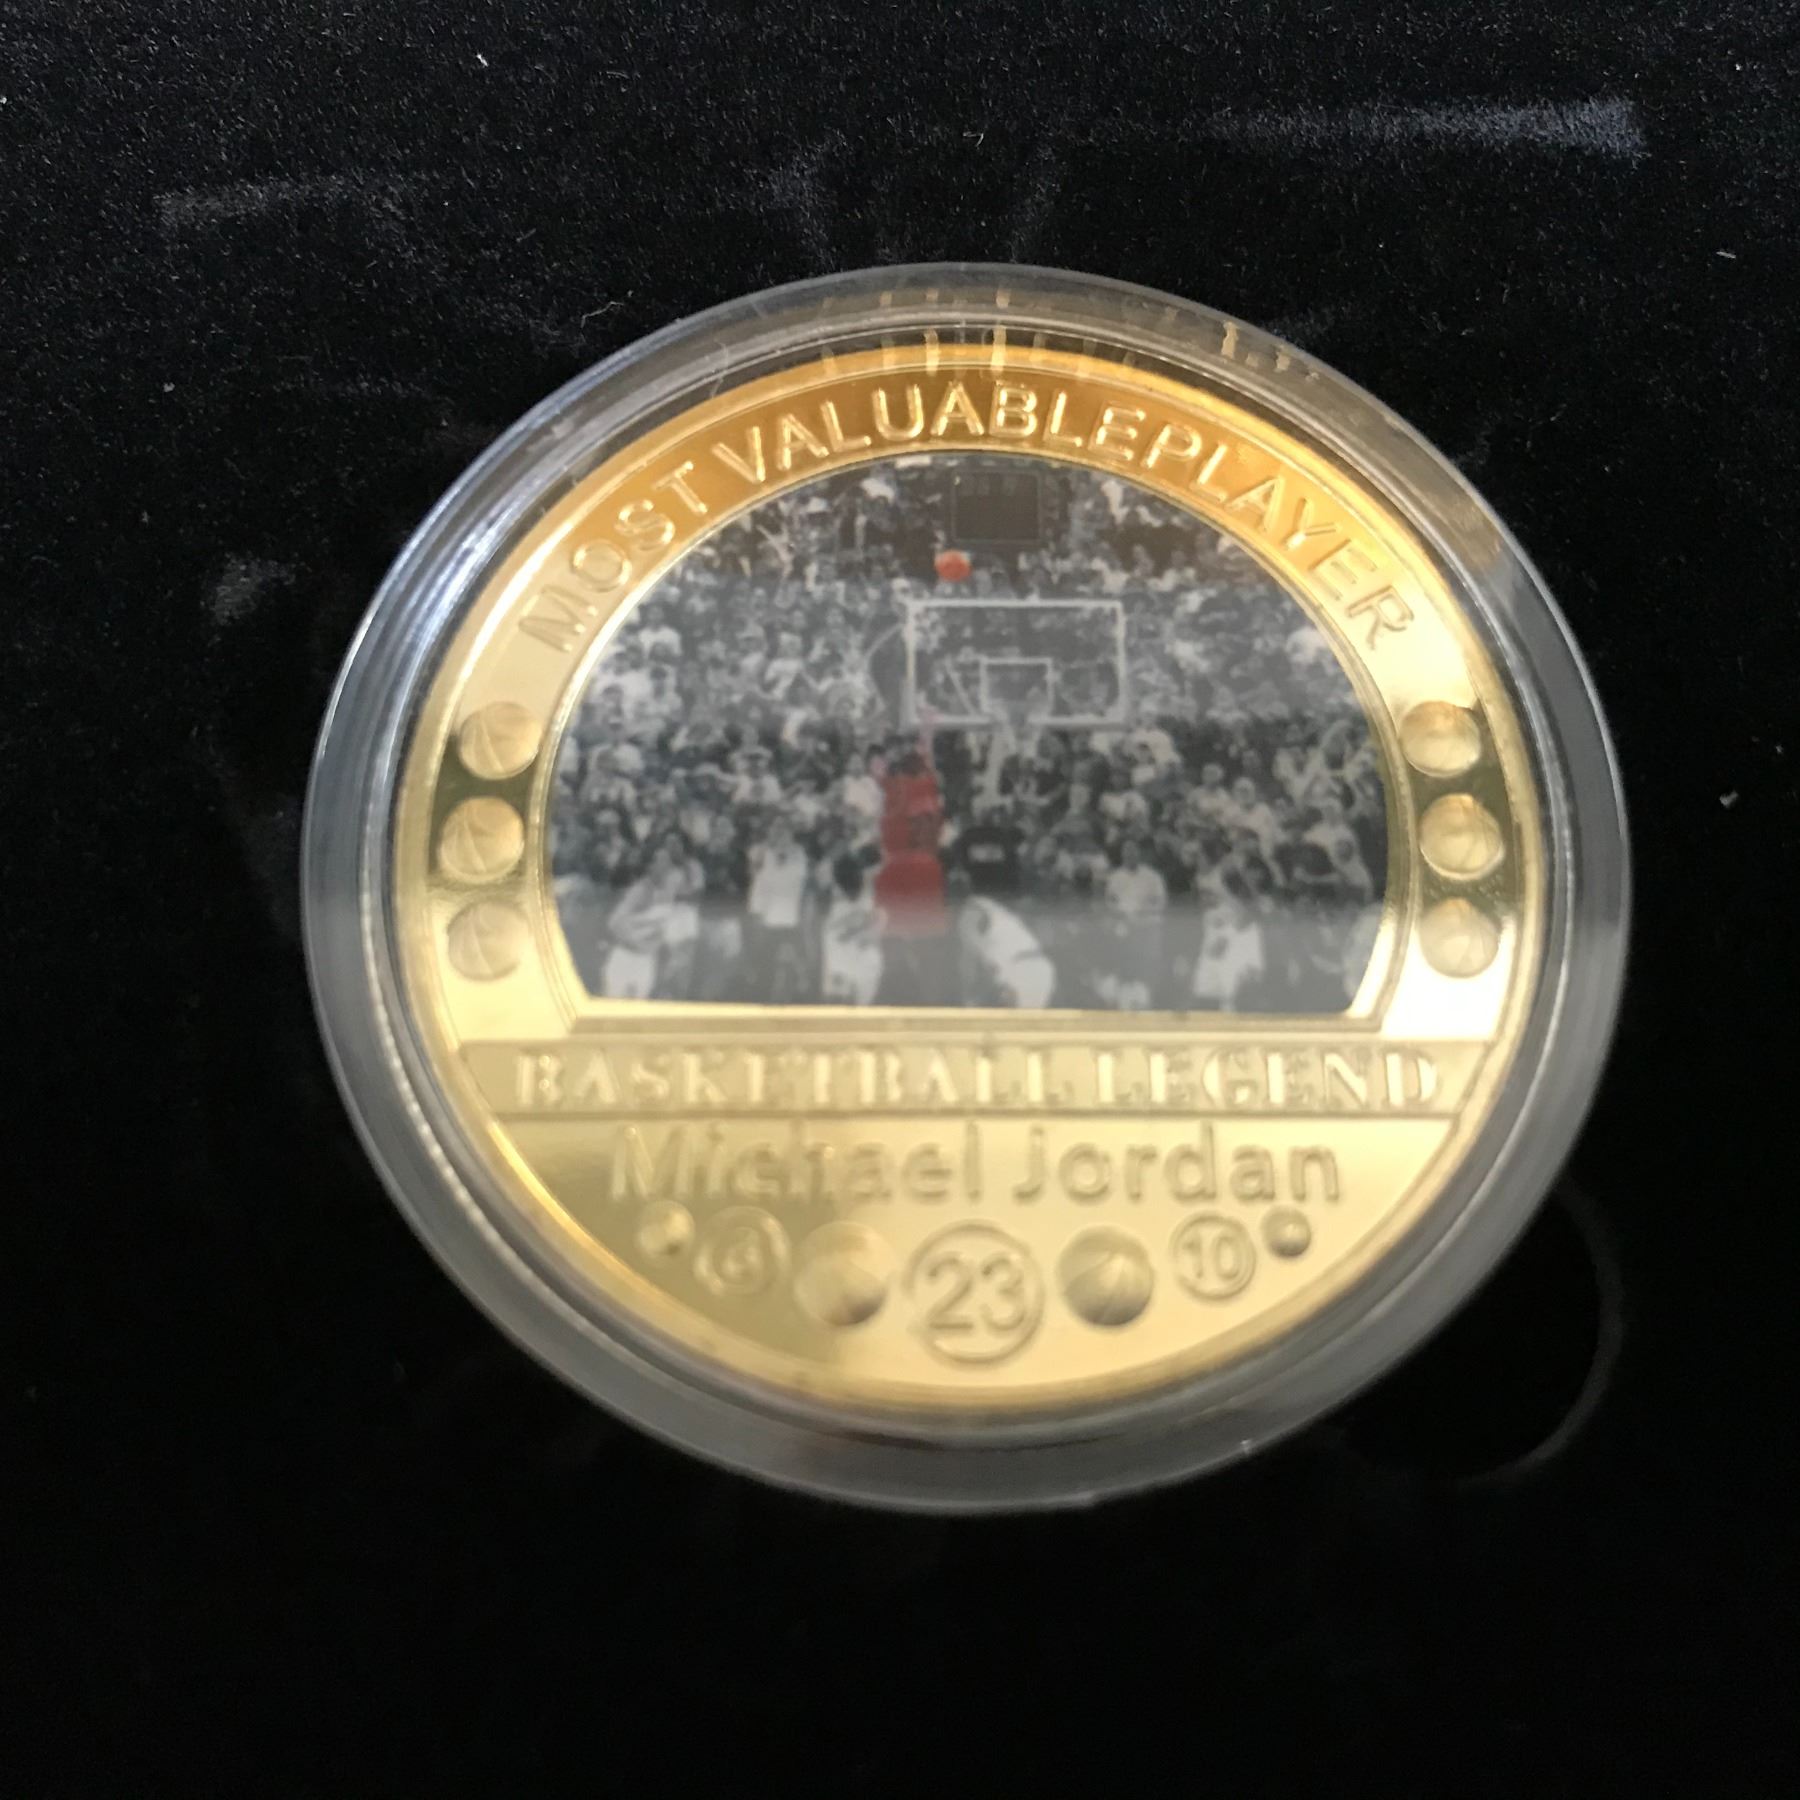 MOST VALUABLEPLAYER
BASKETBALL LEGEND
Michael Jordan
23 10